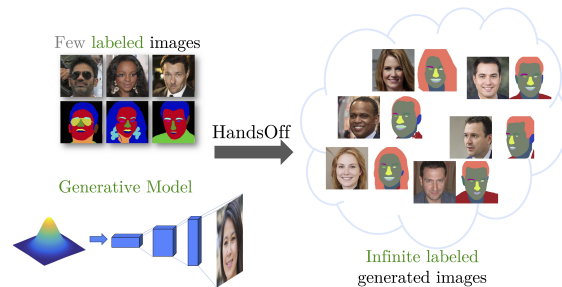 Few labeled images
HandsOff
Generative Model
Infinite labeled
generated images